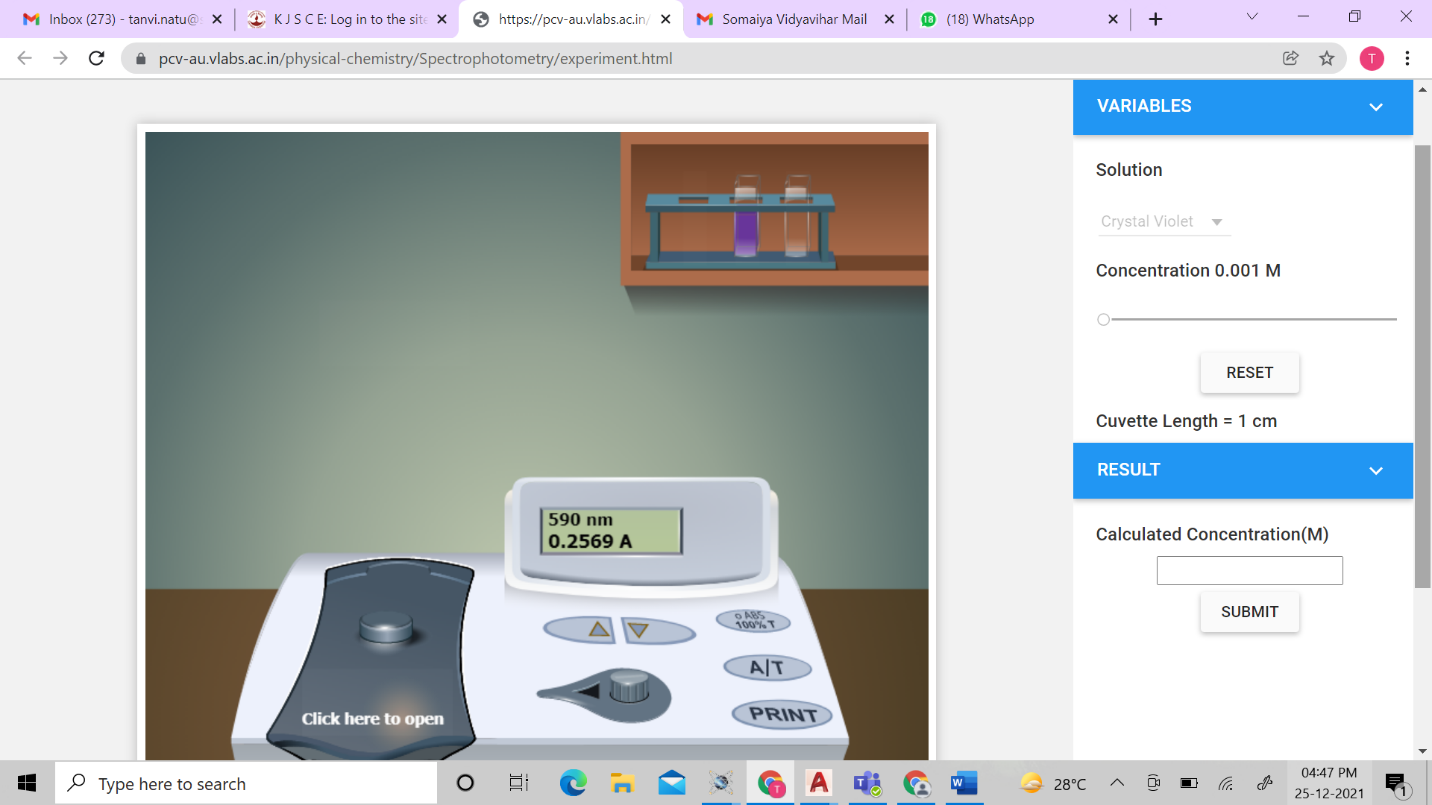 Inbox (273) - tanvi.natu@s
K J S C E: Log in to the site
https://pcv-au.vlabs.ac.in/
Somaiya Vidyavihar Mail
18
(18) WhatsApp
pcv-au.vlabs.ac.in/physical-chemistry/Spectrophotometry/experiment.html
T
VARIABLES
Solution
Crystal Violet
Concentration 0.001 M
RESET
Cuvette Length = 1 cm
RESULT
Calculated Concentration(M)
SUBMIT
590 nm
0.2569 A
o ABS
100% T
A|T
PRINT
Click here to open
Type here to search
28°C
04:47 PM
25-12-2021
1